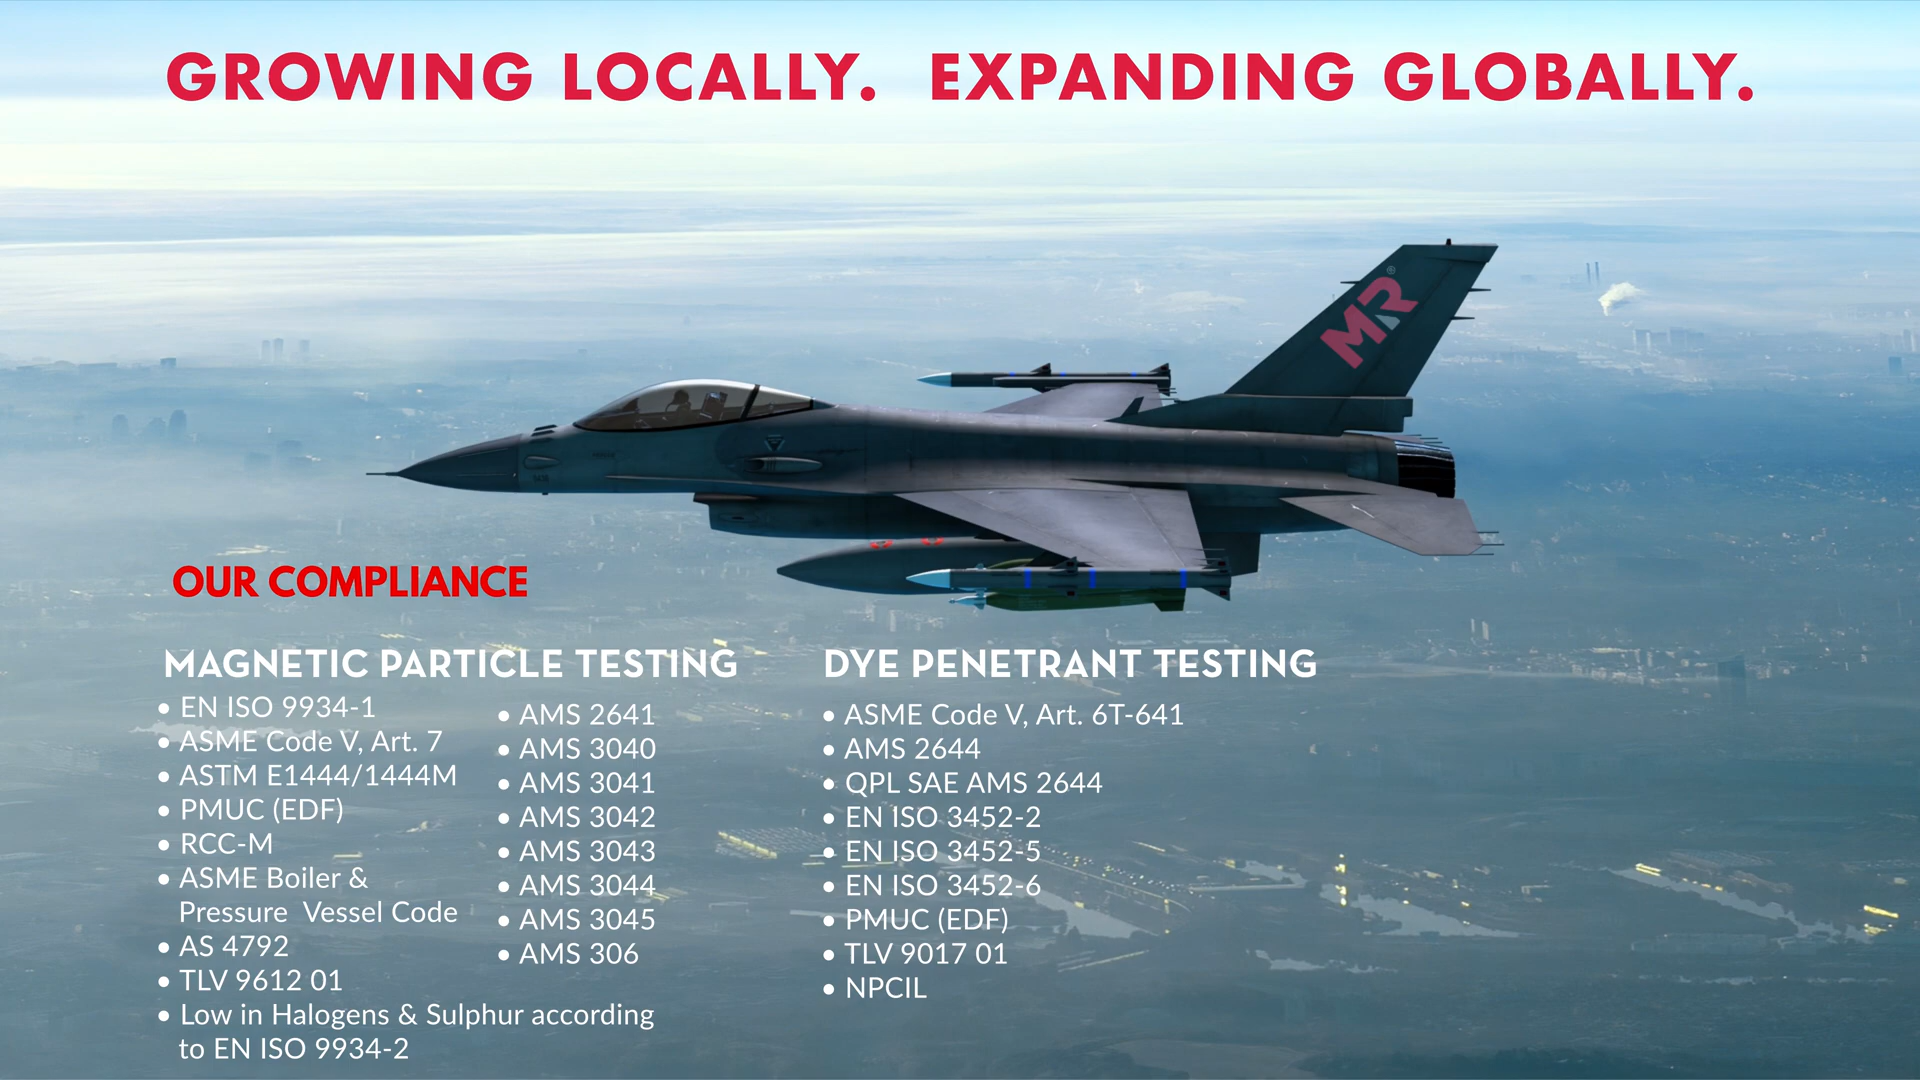 GROWING LOCALLY. EXPANDING GLOBALLY.
MR®
OUR COMPLIANCE
MAGNETIC PARTICLE TESTING
• EN ISO 9934-1
• ASME Code V, Art. 7
• ASTM E1444/1444M
• PMUC (EDF)
• RCC-M
• ASME Boiler &
Pressure Vessel Code
• AS 4792
• TLV 9612 01
• Low in Halogens & Sulphur according
to EN ISO 9934-2
• AMS 2641
• AMS 3040
• AMS 3041
• AMS 3042
• AMS 3043
• AMS 3044
• AMS 3045
• AMS 306
DYE PENETRANT TESTING
• ASME Code V, Art. 6T-641
• AMS 2644
• QPL SAE AMS 2644
• EN ISO 3452-2
• EN ISO 3452-5
• EN ISO 3452-6
• PMUC (EDF)
• TLV 9017 01
• NPCIL